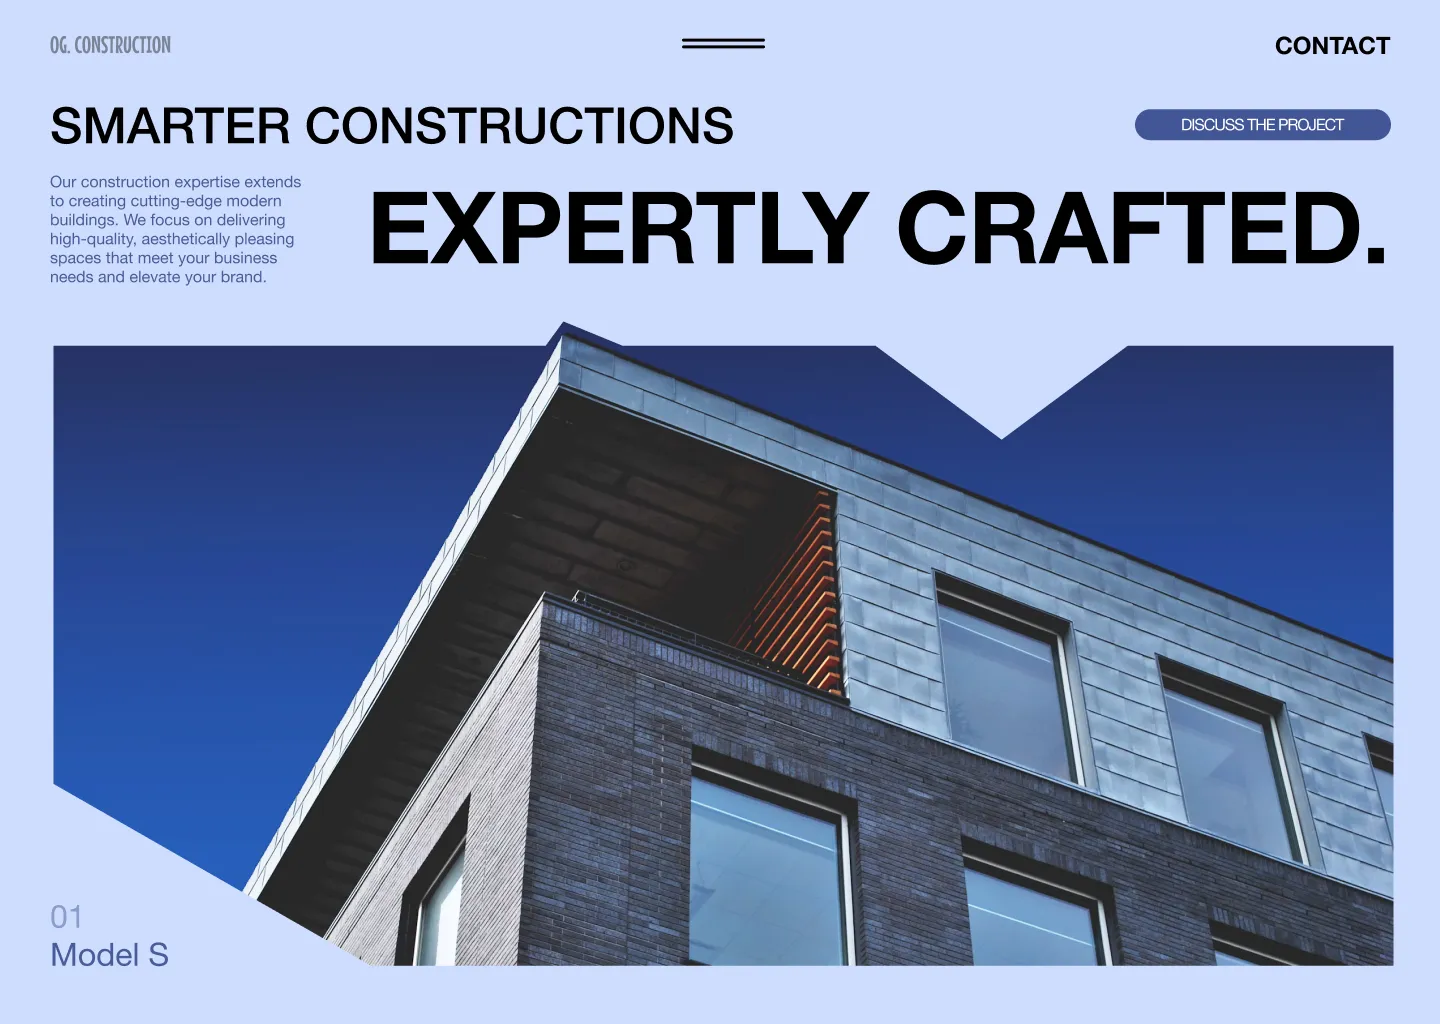 OG. CONSTRUCTION
CONTACT
SMARTER CONSTRUCTIONS
DISCUSS THE PROJECT
Our construction expertise extends
to creating cutting-edge modern
buildings. We focus on delivering
high-quality, aesthetically pleasing
spaces that meet your business
needs and elevate your brand.
EXPERTLY CRAFTED.
01
Model S